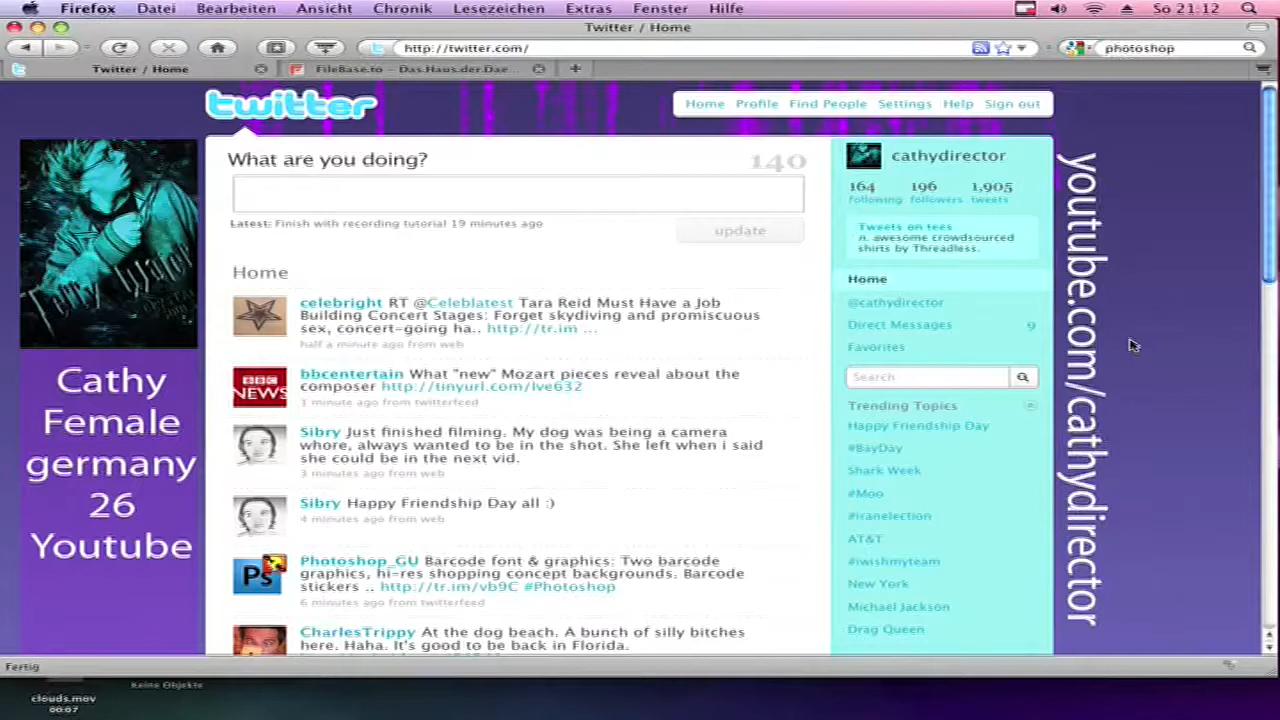 Firefox Datei Bearbeiten Ansicht Chronik Lesezeichen Extras Fenster Hilfe So 21:12
Twitter / Home
http://twitter.com/ photoshop
Twitter / Home FileBase.to - Das.Haus.der.Dae...
twitter
Home Profile Find People Settings Help Sign out
What are you doing? 140
Latest: Finish with recording tutorial 19 minutes ago
update
Home
celebright RT @Celeblatest Tara Reid Must Have a Job
Building Concert Stages: Forget skydiving and promiscuous
sex, concert-going ha.. http://tr.im ...
half a minute ago from web
bbcentertain What "new" Mozart pieces reveal about the
composer http://tinyurl.com/lve632
1 minute ago from twitterfeed
BBC
NEWS
Sibry Just finished filming. My dog was being a camera
whore, always wanted to be in the shot. She left when i said
she could be in the next vid.
3 minutes ago from web
Sibry Happy Friendship Day all :)
4 minutes ago from web
Photoshop_GU Barcode font & graphics: Two barcode
graphics, hi-res shopping concept backgrounds. Barcode
stickers .. http://tr.im/vb9C #Photoshop
6 minutes ago from twitterfeed
Ps
CharlesTrippy At the dog beach. A bunch of silly bitches
here. Haha. It's good to be back in Florida.
cathydirector
164 196 1,905
following followers tweets
Tweets on tees
n. awesome crowdsourced
shirts by Threadless.
Home
@cathydirector
Direct Messages 9
Favorites
Search
Trending Topics
Happy Friendship Day
#BayDay
Shark Week
#Moo
#iranelection
AT&T
#iwishmyteam
New York
Michael Jackson
Drag Queen
Cathy
Female
germany
26
Youtube
youtube.com/cathydirector
Fertig
Keine Objekte
clouds.mov
00:07